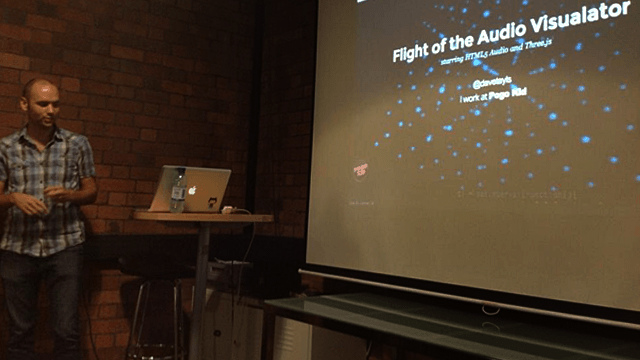 Flight of the Audio Visualator
starring HTML5 Audio and Three.js
@davetayls
I work at Pogo Kid